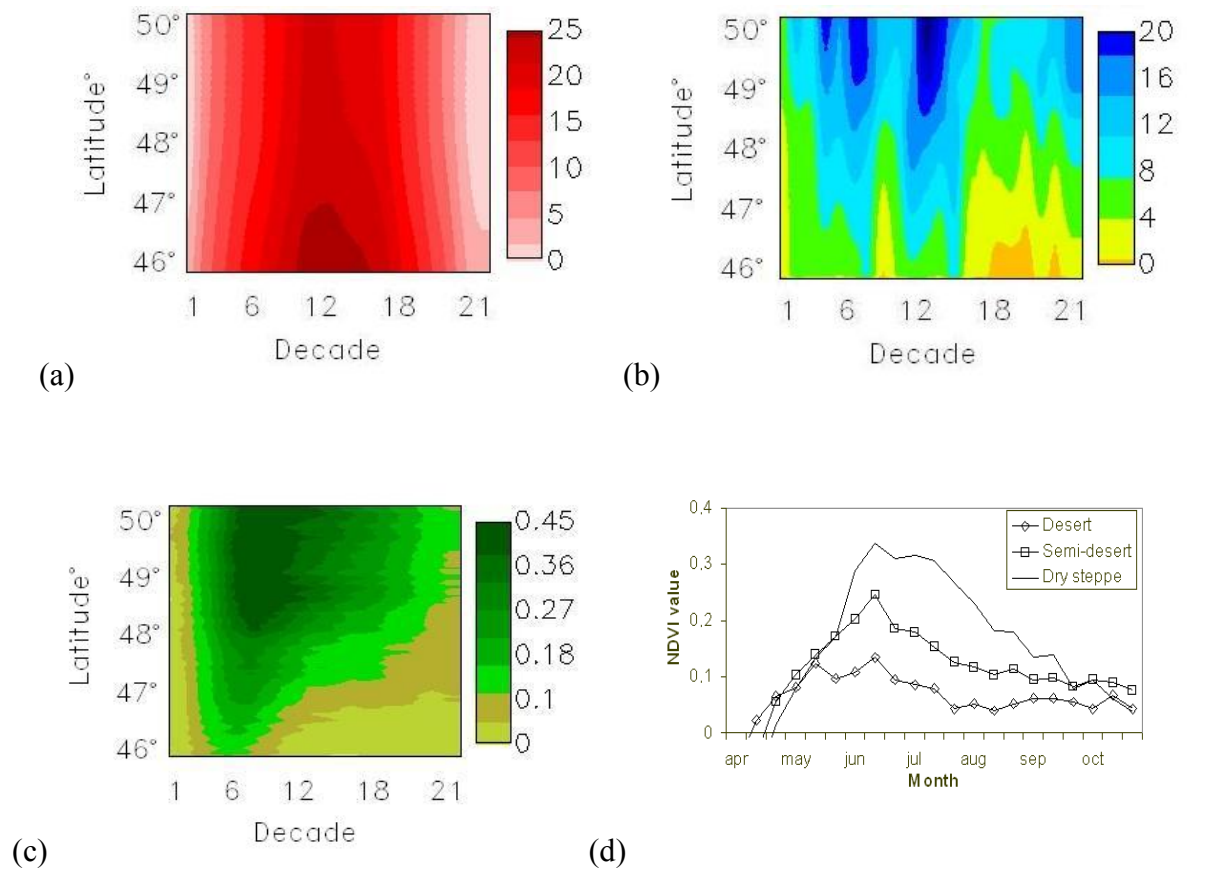 50°
49°
48°
47°
46°
Latitude°
1 6 12 18 21
Decade
25
20
15
10
5
0
(a)
50°
49°
48°
47°
46°
Latitude°
1 6 12 18 21
Decade
20
16
12
8
4
0
(b)
50°
49°
48°
47°
46°
Latitude°
1 6 12 18 21
Decade
0.45
0.36
0.27
0.18
0.1
0
(c)
0.4
0.3
0.2
0.1
0
NDVI value
apr may jun jul aug sep oct
Month
Desert
Semi-desert
Dry steppe
(d)